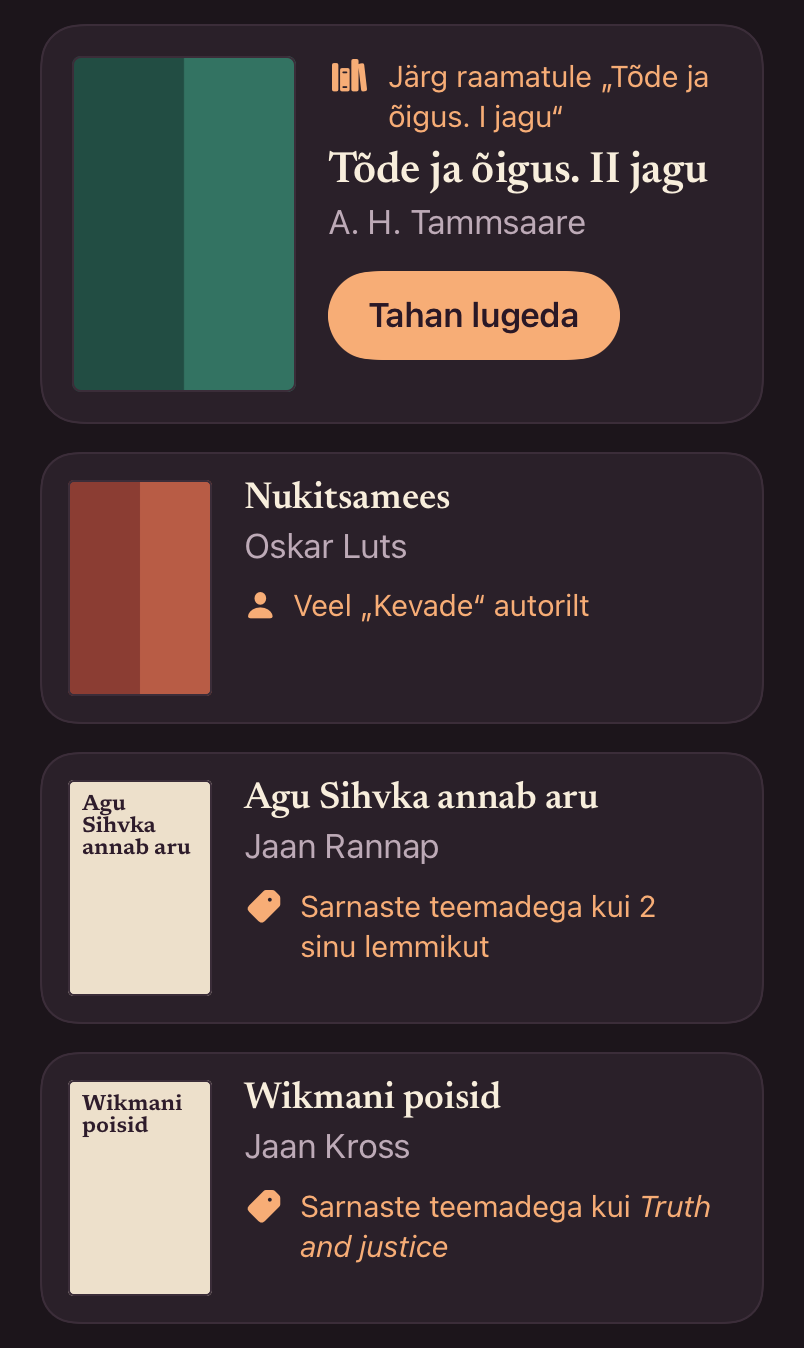 Järg raamatule „Tõde ja
õigus. I jagu“
Tõde ja õigus. II jagu
A. H. Tammsaare
Tahan lugeda
Nukitsamees
Oskar Luts
Veel „Kevade“ autorilt
Agu
Sihvka
annab aru
Agu Sihvka annab aru
Jaan Rannap
Sarnaste teemadega kui 2
sinu lemmikut
Wikmani
poisid
Wikmani poisid
Jaan Kross
Sarnaste teemadega kui Truth
and justice